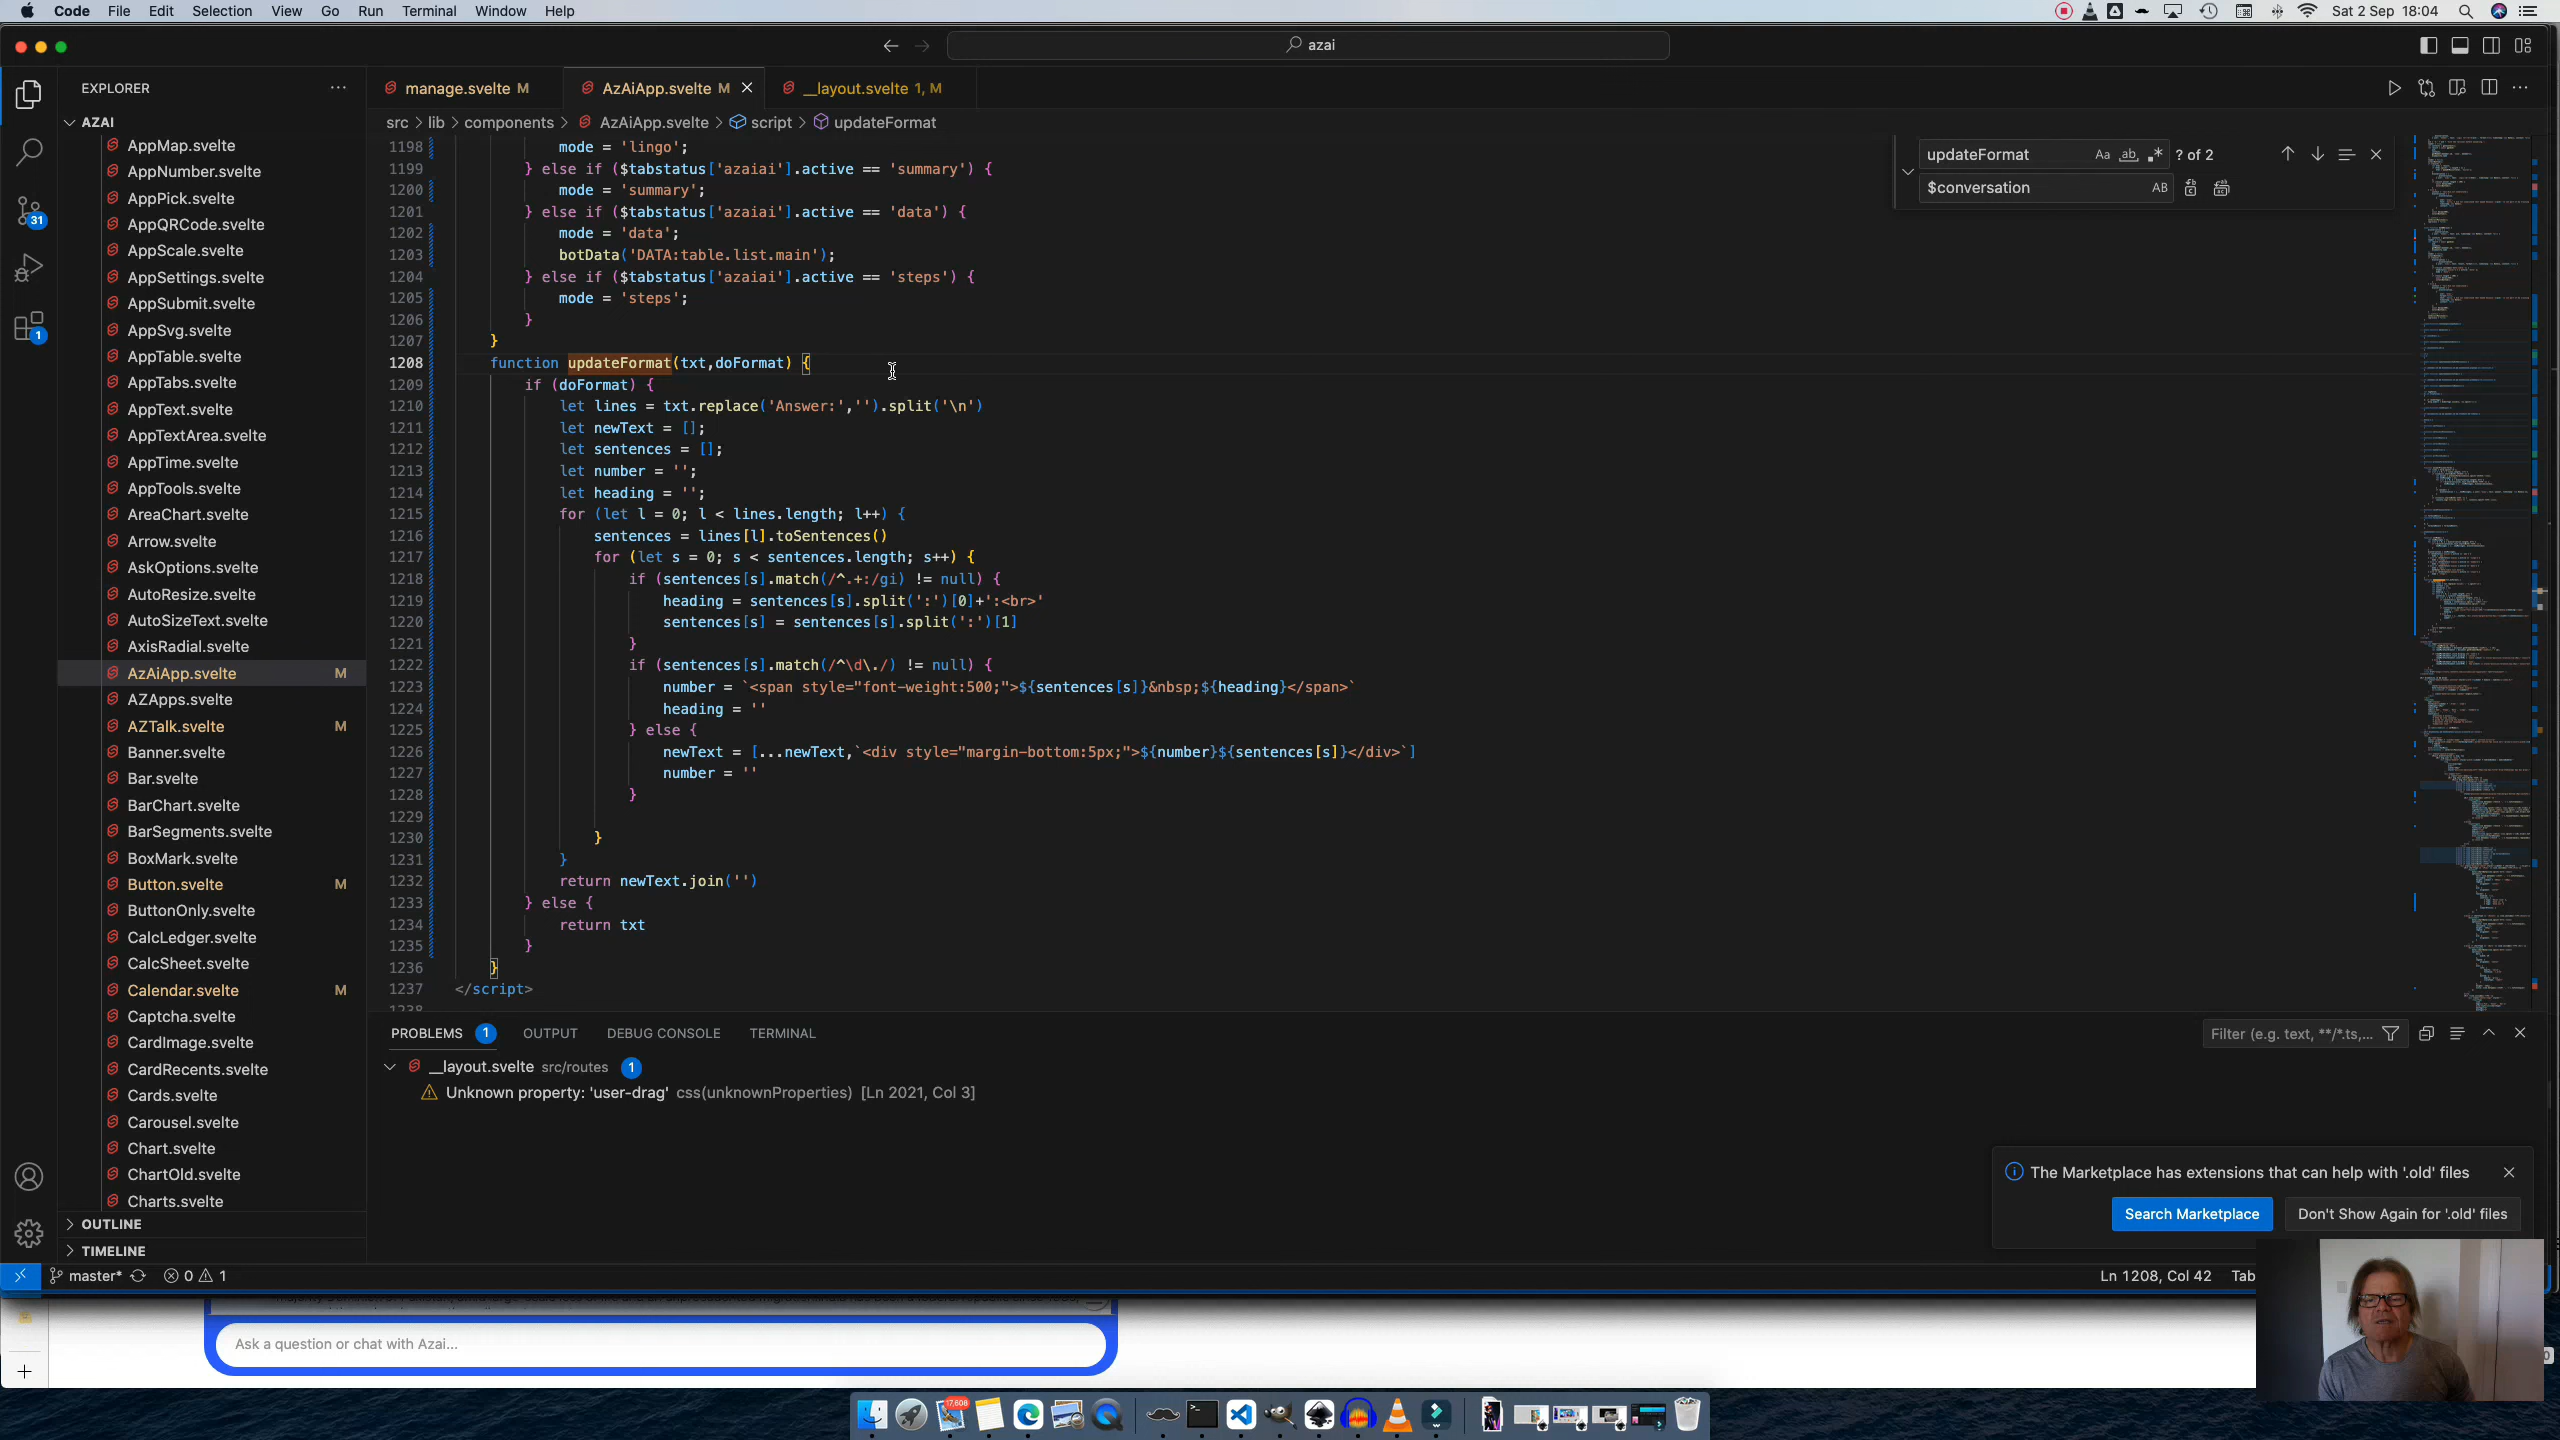 Code File Edit Selection View Go Run Terminal Window Help
Sat 2 Sep 18:04
azai
EXPLORER
manage.svelte M
AzAiApp.svelte M
__layout.svelte 1, M
AZAI
src > lib > components > AzAiApp.svelte > script > updateFormat
AppMap.svelte
AppNumber.svelte
AppPick.svelte
AppQRCode.svelte
AppScale.svelte
AppSettings.svelte
AppSubmit.svelte
AppSvg.svelte
AppTable.svelte
AppTabs.svelte
AppText.svelte
AppTextArea.svelte
AppTime.svelte
AppTools.svelte
AreaChart.svelte
Arrow.svelte
AskOptions.svelte
AutoResize.svelte
AutoSizeText.svelte
AxisRadial.svelte
AzAiApp.svelte M
AZApps.svelte
AZTalk.svelte M
Banner.svelte
Bar.svelte
BarChart.svelte
BarSegments.svelte
BoxMark.svelte
Button.svelte M
ButtonOnly.svelte
CalcLedger.svelte
CalcSheet.svelte
Calendar.svelte M
Captcha.svelte
CardImage.svelte
CardRecents.svelte
Cards.svelte
Carousel.svelte
Chart.svelte
ChartOld.svelte
Charts.svelte
OUTLINE
TIMELINE
31
1
1198 mode = 'lingo';
1199 } else if ($tabstatus['azaiai'].active == 'summary') {
1200 mode = 'summary';
1201 } else if ($tabstatus['azaiai'].active == 'data') {
1202 mode = 'data';
1203 botData('DATA:table.list.main');
1204 } else if ($tabstatus['azaiai'].active == 'steps') {
1205 mode = 'steps';
1206 }
1207 }
1208 function updateFormat(txt,doFormat) {
1209 if (doFormat) {
1210 let lines = txt.replace('Answer:','').split('\n')
1211 let newText = [];
1212 let sentences = [];
1213 let number = '';
1214 let heading = '';
1215 for (let l = 0; l < lines.length; l++) {
1216 sentences = lines[l].toSentences()
1217 for (let s = 0; s < sentences.length; s++) {
1218 if (sentences[s].match(/^.+:/gi) != null) {
1219 heading = sentences[s].split(':')[0]+':<br>'
1220 sentences[s] = sentences[s].split(':')[1]
1221 }
1222 if (sentences[s].match(/^\d\./) != null) {
1223 number = `<span style="font-weight:500;">${sentences[s]}&nbsp;${heading}</span>`
1224 heading = ''
1225 } else {
1226 newText = [...newText,`<div style="margin-bottom:5px;">${number}${sentences[s]}</div>`]
1227 number = ''
1228 }
1229
1230 }
1231 }
1232 return newText.join('')
1233 } else {
1234 return txt
1235 }
1236 }
1237 </script>
1238
updateFormat Aa ab ? of 2
$conversation AB
PROBLEMS 1 OUTPUT DEBUG CONSOLE TERMINAL
Filter (e.g. text, **/*.ts,...
__layout.svelte src/routes 1
Unknown property: 'user-drag' css(unknownProperties) [Ln 2021, Col 3]
The Marketplace has extensions that can help with '.old' files
Search Marketplace
Don't Show Again for '.old' files
master* 0 1
Ln 1208, Col 42 Tab
Ask a question or chat with Azai...
17,606